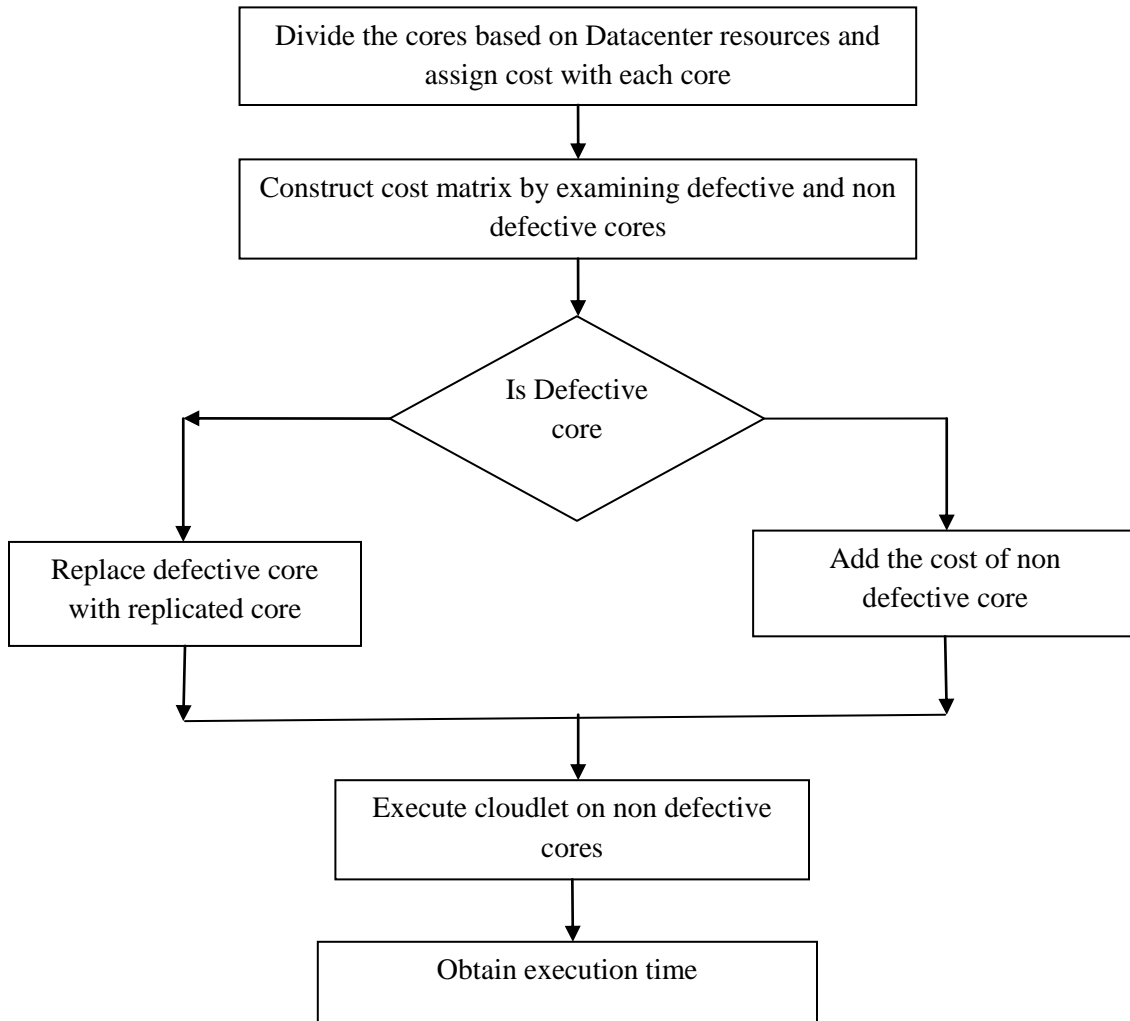 Divide the cores based on Datacenter resources and
assign cost with each core
Construct cost matrix by examining defective and non
defective cores
Is Defective
core
Replace defective core
with replicated core
Add the cost of non
defective core
Execute cloudlet on non defective
cores
Obtain execution time